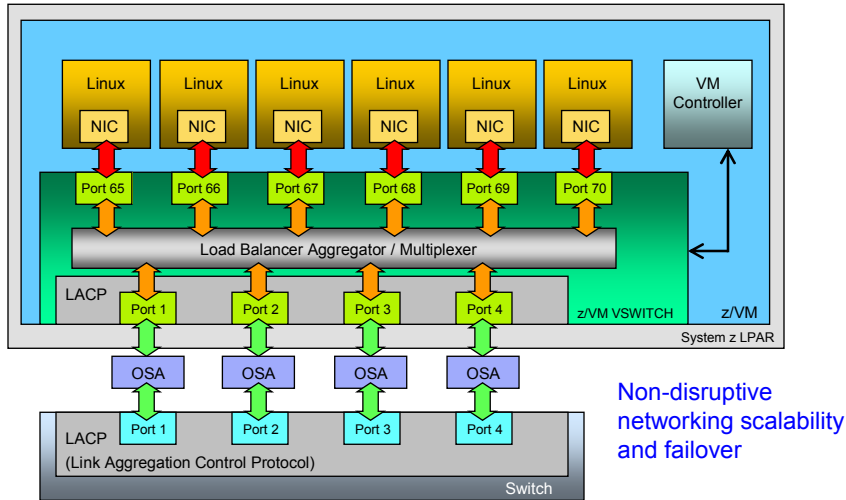 Linux Linux Linux Linux Linux Linux
VM
Controller
NIC NIC NIC NIC NIC NIC
Port 65 Port 66 Port 67 Port 68 Port 69 Port 70
Load Balancer Aggregator / Multiplexer
LACP
Port 1 Port 2 Port 3 Port 4
z/VM VSWITCH
z/VM
System z LPAR
OSA OSA OSA OSA
Port 1 Port 2 Port 3 Port 4
LACP
(Link Aggregation Control Protocol)
Switch
Non-disruptive
networking scalability
and failover